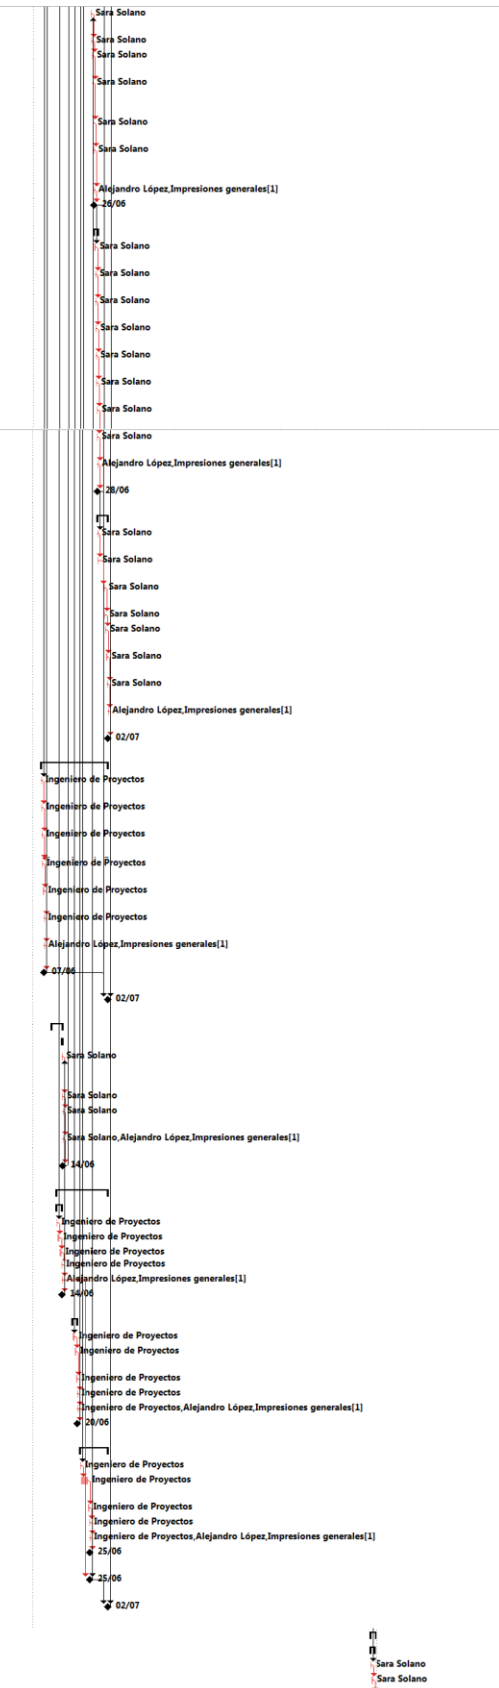 Sara Solano
Sara Solano
Sara Solano
Sara Solano
Sara Solano
Sara Solano
Alejandro López,Impresiones generales[1]
26/06
Sara Solano
Sara Solano
Sara Solano
Sara Solano
Sara Solano
Sara Solano
Sara Solano
Sara Solano
Alejandro López,Impresiones generales[1]
28/06
Sara Solano
Sara Solano
Sara Solano
Sara Solano
Sara Solano
Sara Solano
Sara Solano
Alejandro López,Impresiones generales[1]
02/07
Ingeniero de Proyectos
Ingeniero de Proyectos
Ingeniero de Proyectos
Ingeniero de Proyectos
Ingeniero de Proyectos
Ingeniero de Proyectos
Alejandro López,Impresiones generales[1]
07/06
02/07
Sara Solano
Sara Solano
Sara Solano
Sara Solano,Alejandro López,Impresiones generales[1]
14/06
Ingeniero de Proyectos
Ingeniero de Proyectos
Ingeniero de Proyectos
Ingeniero de Proyectos
Alejandro López,Impresiones generales[1]
14/06
Ingeniero de Proyectos
Ingeniero de Proyectos
Ingeniero de Proyectos
Ingeniero de Proyectos
Ingeniero de Proyectos,Alejandro López,Impresiones generales[1]
20/06
Ingeniero de Proyectos
Ingeniero de Proyectos
Ingeniero de Proyectos
Ingeniero de Proyectos
Ingeniero de Proyectos,Alejandro López,Impresiones generales[1]
25/06
25/06
02/07
Sara Solano
Sara Solano